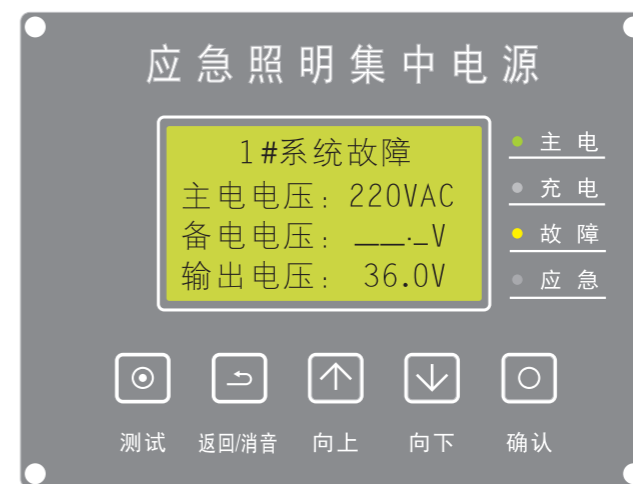 应急照明集中电源
1#系统故障
主电电压：220VAC
备电电压：__._V
输出电压：36.0V
主电
充电
故障
应急
测试 返回/消音 向上 向下 确认